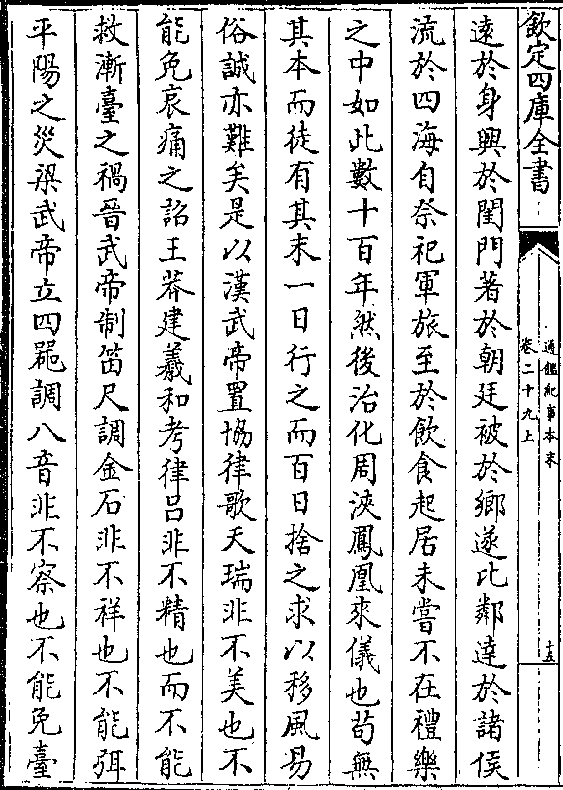 欽定四庫全書
通鑑紀事本末
卷二十九上
十五
遠於身興於閨門著於朝廷被於鄉遂比鄰達於諸侯
流於四海自祭祀軍旅至於飲食起居未嘗不在禮樂
之中如此數十百年然後治化周浹鳳凰來儀也苟無
其本而徒有其末一日行之而百日捨之求以移風易
俗誠亦難矣是以漢武帝置協律歌天瑞非不美也不
能免哀痛之詔王莽建羲和考律呂非不精也而不能
救漸臺之禍晉武帝制笛尺調金石非不祥也不能弭
平陽之災梁武帝立四噐調八音非不察也不能免臺